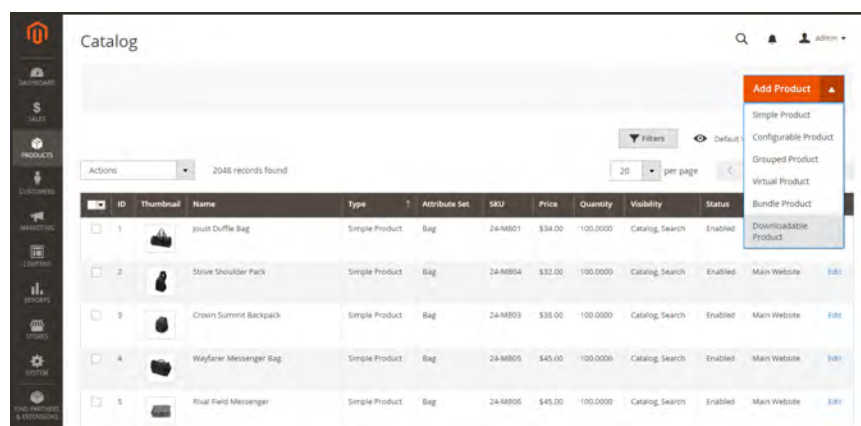 Catalog
admin
DASHBOARD
$
SALES
PRODUCTS
CUSTOMERS
MARKETING
CONTENT
REPORTS
STORES
SYSTEM
FIND PARTNERS
& EXTENSIONS
Add Product
Simple Product
Configurable Product
Grouped Product
Virtual Product
Bundle Product
Downloadable
Product
Filters Default
Actions 2048 records found 20 per page
ID Thumbnail Name Type ↑ Attribute Set SKU Price Quantity Visibility Status
1 Joust Duffle Bag Simple Product Bag 24-MB01 $34.00 100.0000 Catalog, Search Enabled
2 Strive Shoulder Pack Simple Product Bag 24-MB04 $32.00 100.0000 Catalog, Search Enabled Main Website Edit
3 Crown Summit Backpack Simple Product Bag 24-MB03 $38.00 100.0000 Catalog, Search Enabled Main Website Edit
4 Wayfarer Messenger Bag Simple Product Bag 24-MB05 $45.00 100.0000 Catalog, Search Enabled Main Website Edit
5 Rival Field Messenger Simple Product Bag 24-MB06 $45.00 100.0000 Catalog, Search Enabled Main Website Edit